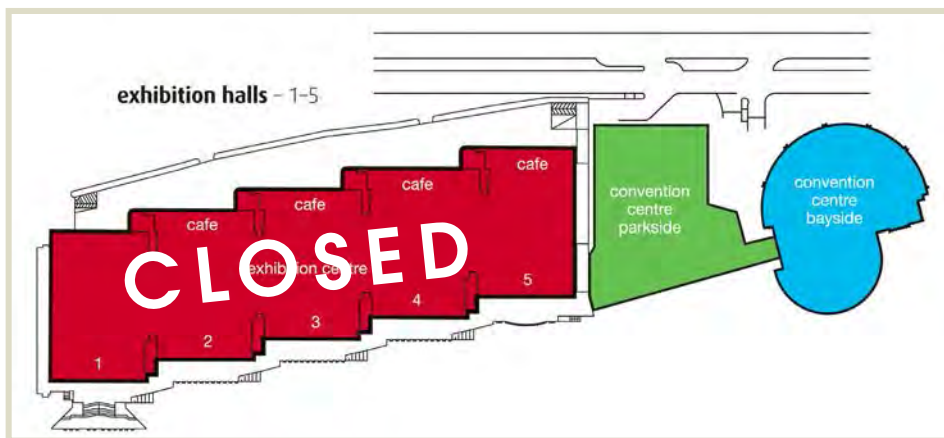 exhibition halls – 1-5
cafe
cafe
cafe
cafe
convention
centre
parkside
convention
centre
bayside
CLOSED
exhibition centre
1
2
3
4
5